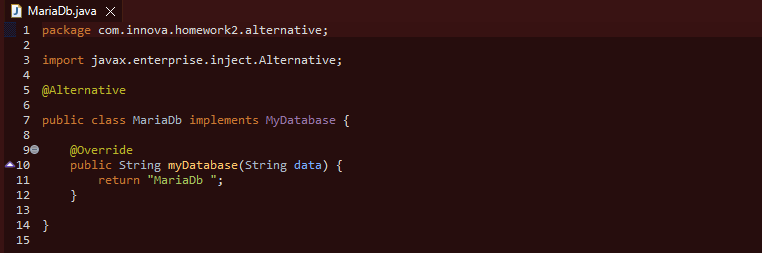 MariaDb.java
1 package com.innova.homework2.alternative;
2
3 import javax.enterprise.inject.Alternative;
4
5 @Alternative
6
7 public class MariaDb implements MyDatabase {
8
9 @Override
10 public String myDatabase(String data) {
11 return "MariaDb ";
12 }
13
14 }
15